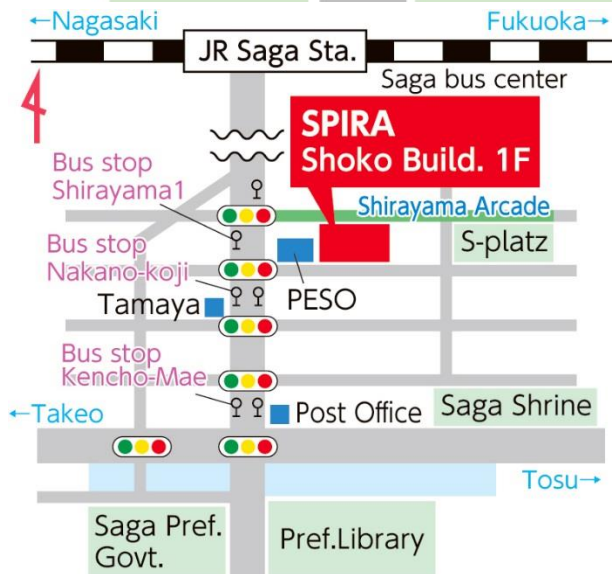 ←Nagasaki
Fukuoka→
JR Saga Sta.
Saga bus center
SPIRA
Shoko Build. 1F
Bus stop
Shirayama1
Shirayama Arcade
S-platz
Bus stop
Nakano-koji
PESO
Tamaya
Bus stop
Kencho-Mae
←Takeo
Post Office
Saga Shrine
Tosu→
Saga Pref.
Govt.
Pref.Library